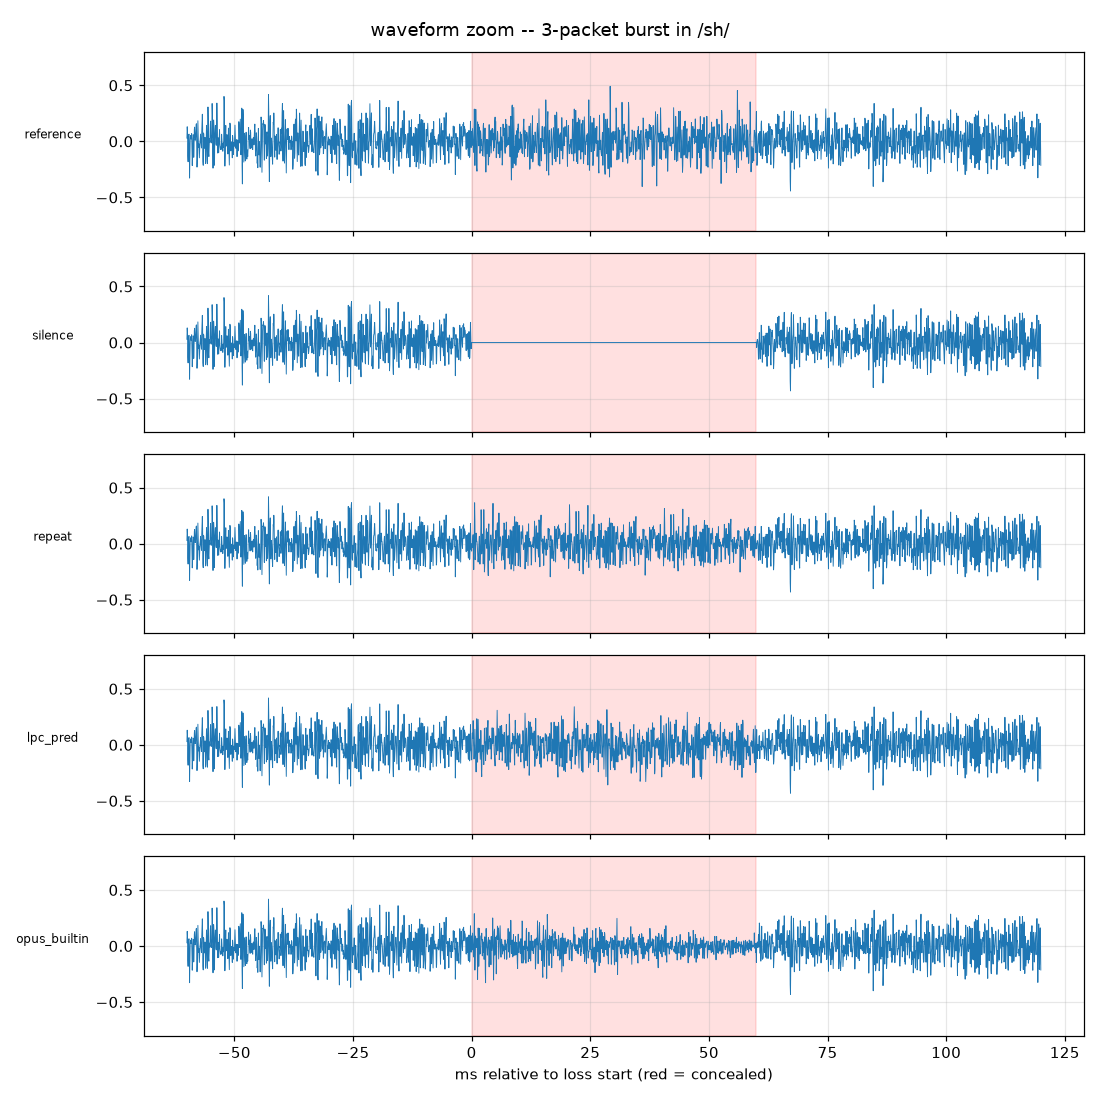 waveform zoom -- 3-packet burst in /sh/
reference
0.5
0.0
−0.5
silence
0.5
0.0
−0.5
repeat
0.5
0.0
−0.5
lpc_pred
0.5
0.0
−0.5
opus_builtin
0.5
0.0
−0.5
−50 −25 0 25 50 75 100 125
ms relative to loss start (red = concealed)